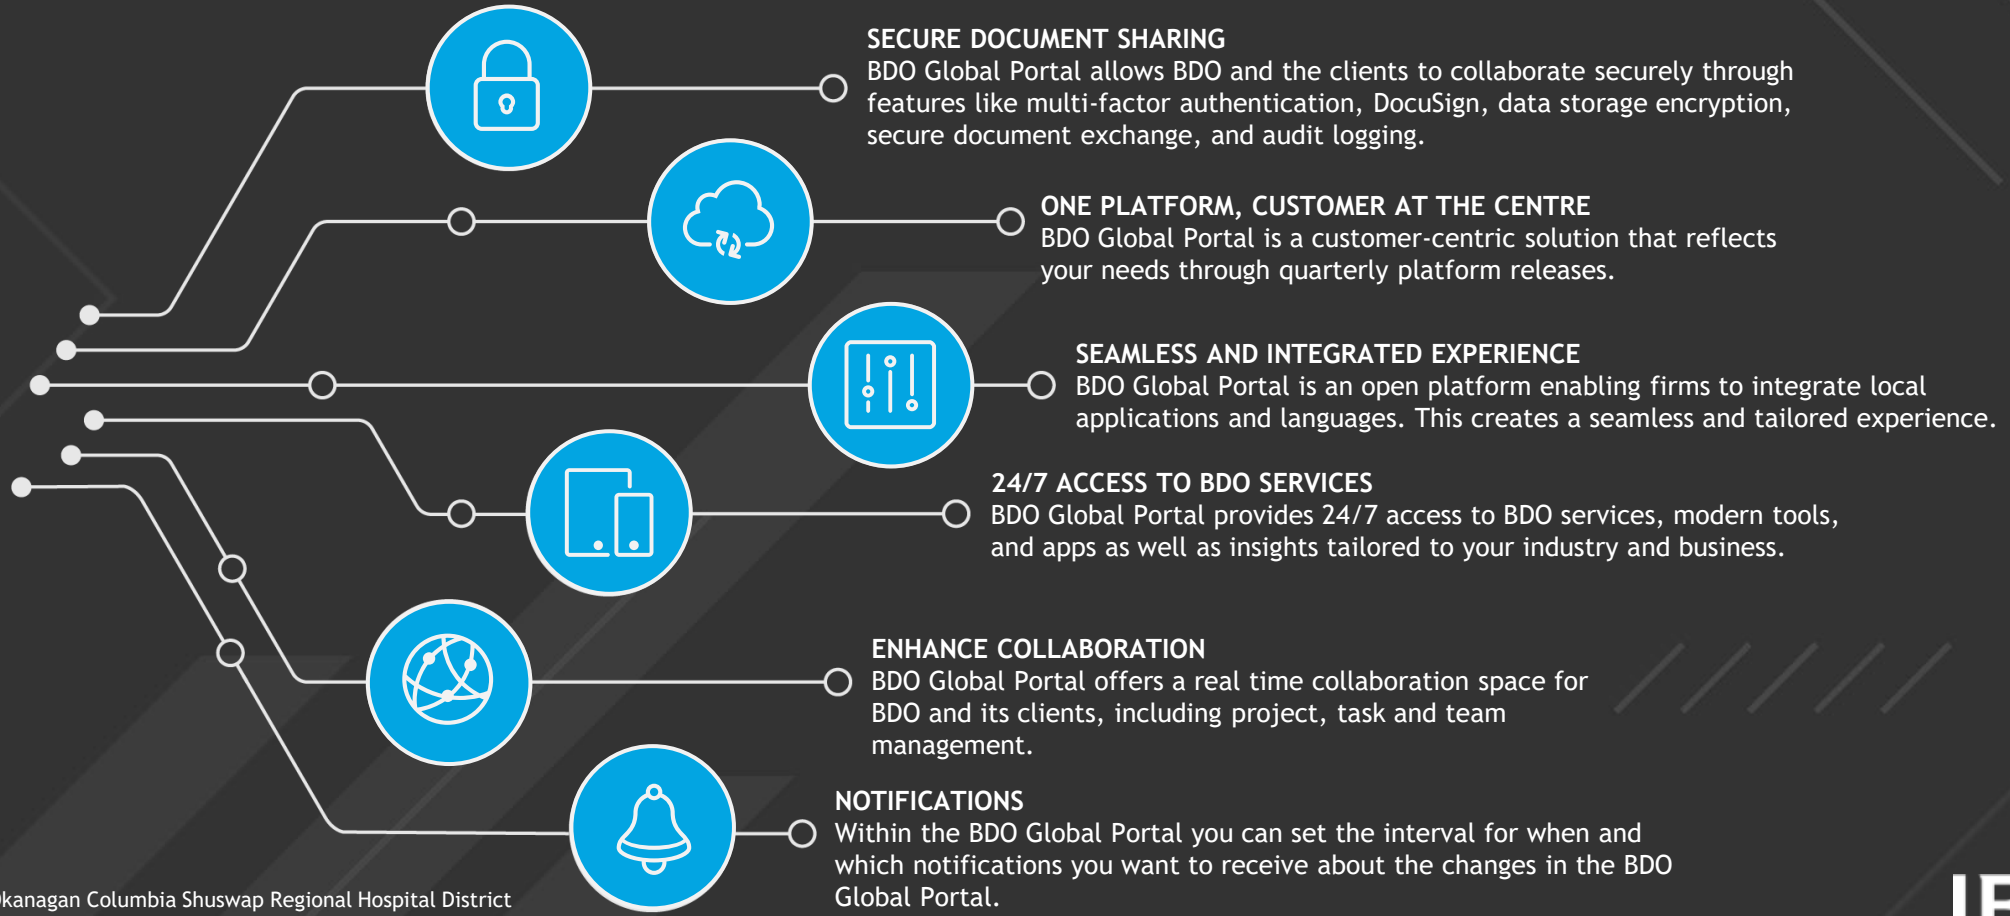 SECURE DOCUMENT SHARING
BDO Global Portal allows BDO and the clients to collaborate securely through
features like multi-factor authentication, DocuSign, data storage encryption,
secure document exchange, and audit logging.
ONE PLATFORM, CUSTOMER AT THE CENTRE
BDO Global Portal is a customer-centric solution that reflects
your needs through quarterly platform releases.
SEAMLESS AND INTEGRATED EXPERIENCE
BDO Global Portal is an open platform enabling firms to integrate local
applications and languages. This creates a seamless and tailored experience.
24/7 ACCESS TO BDO SERVICES
BDO Global Portal provides 24/7 access to BDO services, modern tools,
and apps as well as insights tailored to your industry and business.
ENHANCE COLLABORATION
BDO Global Portal offers a real time collaboration space for
BDO and its clients, including project, task and team
management.
NOTIFICATIONS
Within the BDO Global Portal you can set the interval for when and
which notifications you want to receive about the changes in the BDO
Global Portal.
Columbia Shuswap Regional Hospital District